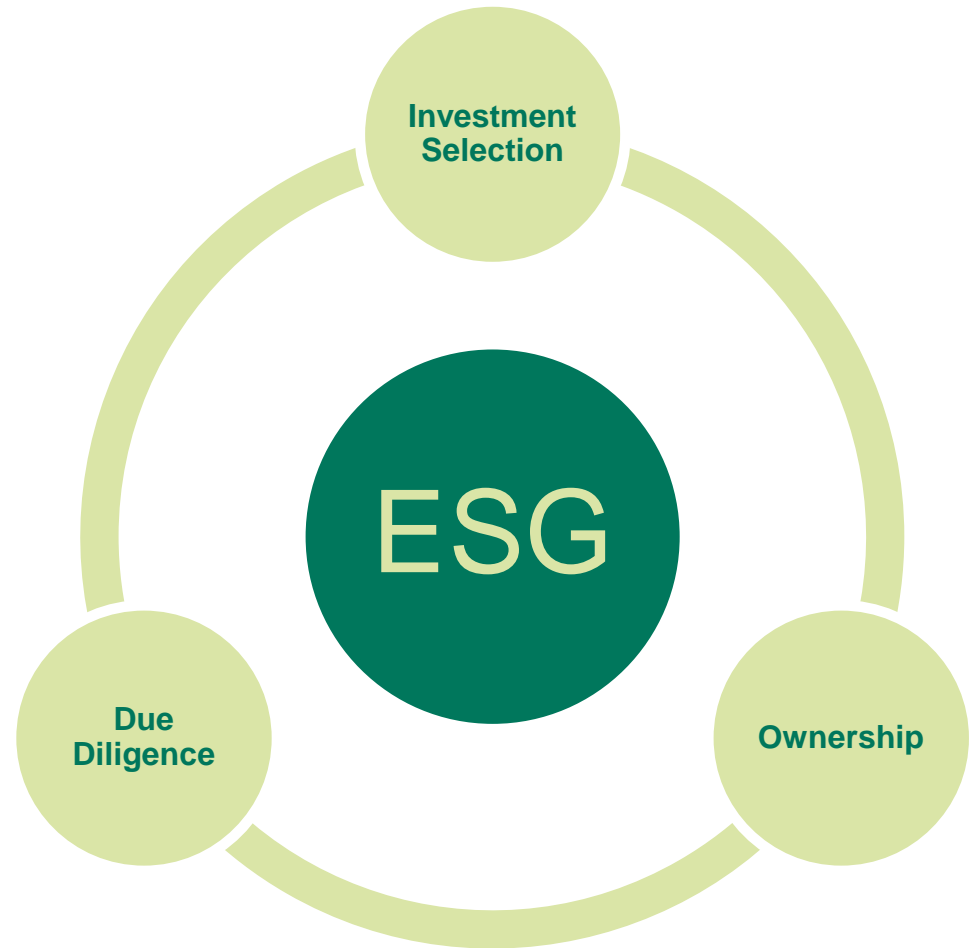 Investment
Selection
ESG
Due
Diligence
Ownership